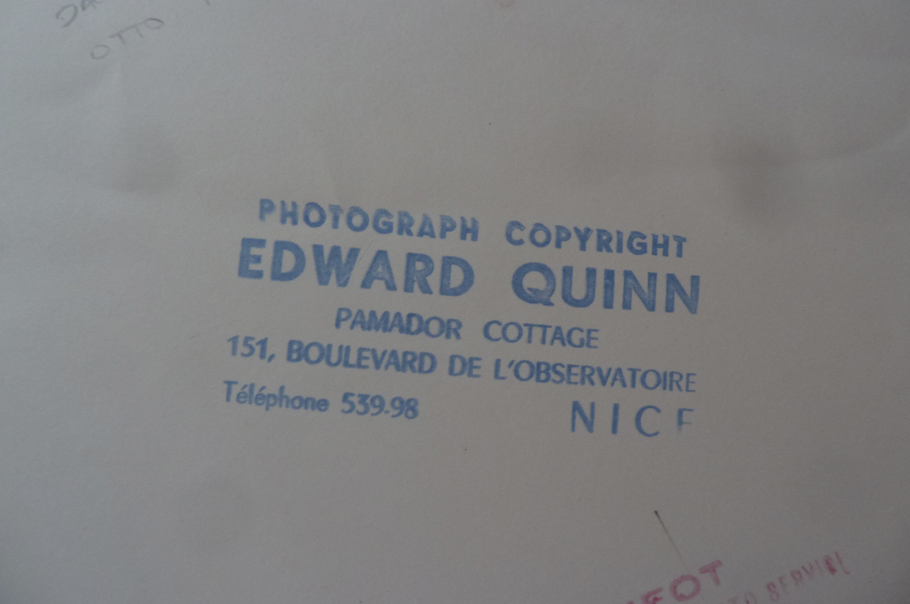 OTTO
PHOTOGRAPH COPYRIGHT
EDWARD QUINN
PAMADOR COTTAGE
151, BOULEVARD DE L'OBSERVATOIRE
Téléphone 539-98 NICE